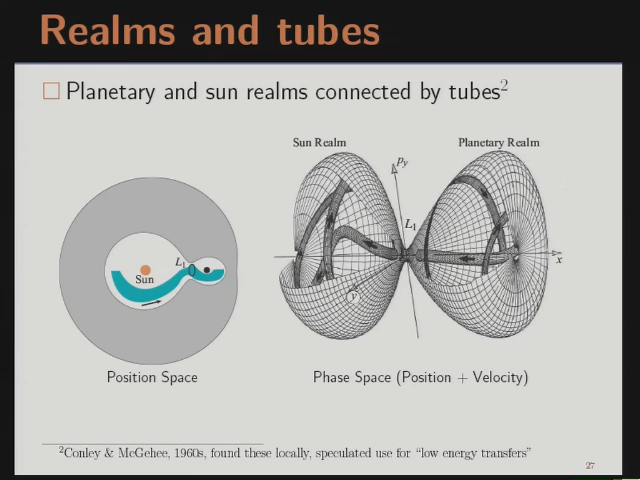 Realms and tubes
□ Planetary and sun realms connected by tubes²
Sun Realm
Planetary Realm
p_y
L₁
L₁
Sun
x
y
Position Space
Phase Space (Position + Velocity)
²Conley & McGehee, 1960s, found these locally, speculated use for “low energy transfers”
27